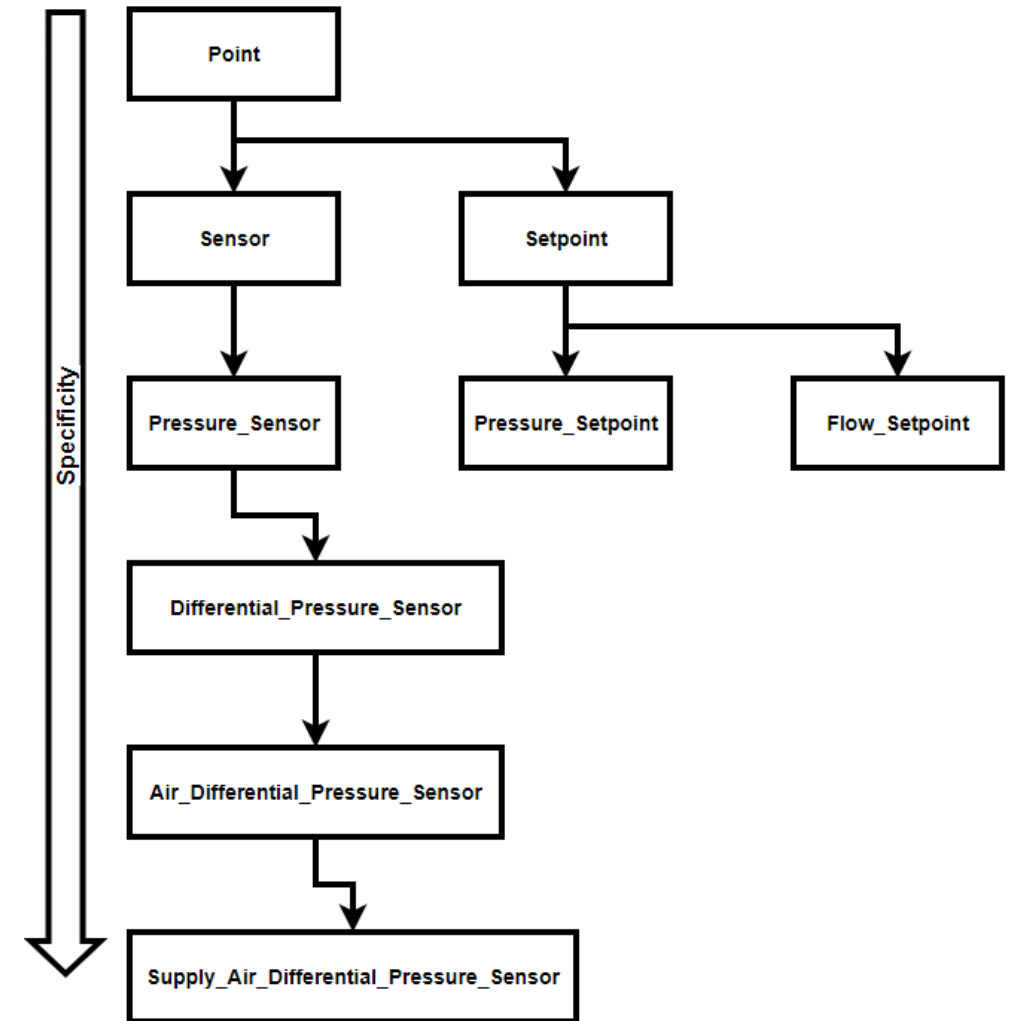 Point
Sensor
Setpoint
Specificity
Pressure_Sensor
Pressure_Setpoint
Flow_Setpoint
Differential_Pressure_Sensor
Air_Differential_Pressure_Sensor
Supply_Air_Differential_Pressure_Sensor